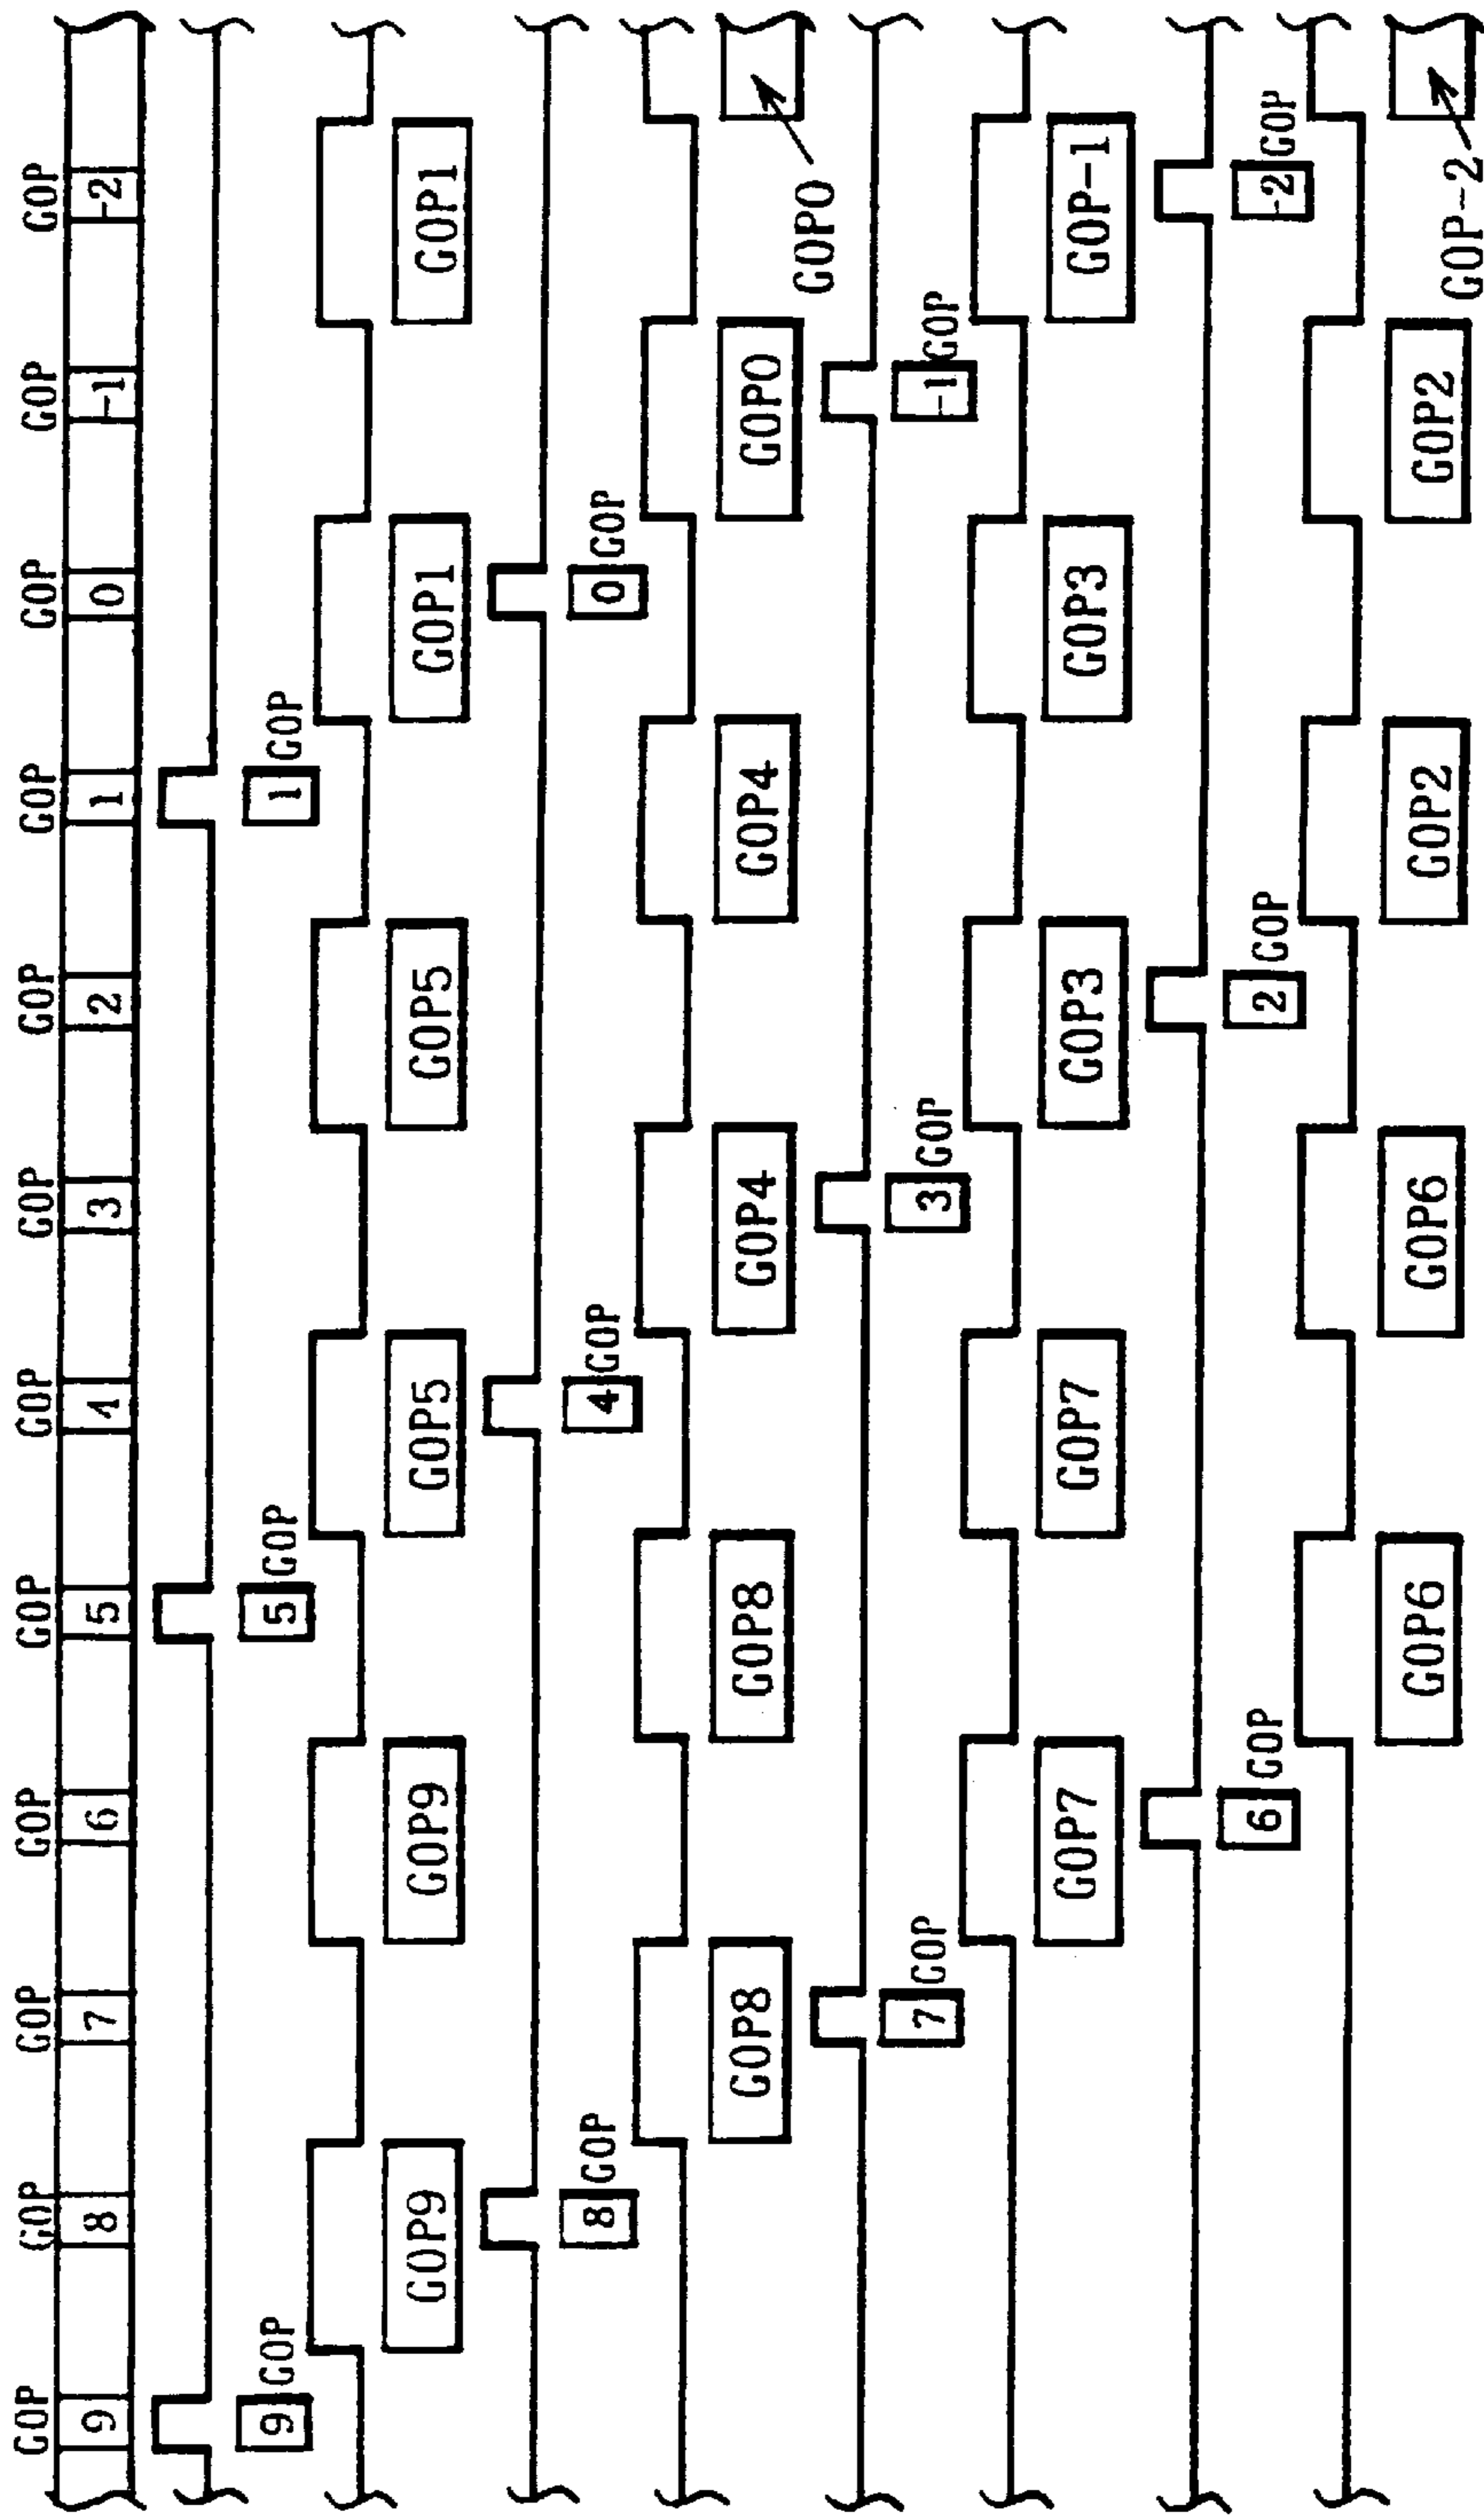 GOP GOP GOP GOP GOP GOP GOP GOP GOP GOP GOP GOP
9 8 7 6 5 4 3 2 1 0 -1 -2
9 GOP 5 GOP 1 GOP
GOP9 GOP9 GOP5 GOP5 GOP1 GOP1
8 GOP 4 GOP 0 GOP
GOP8 GOP8 GOP4 GOP4 GOP0
GOP0
7 GOP 3 GOP -1 GOP
GOP7 GOP7 GOP3 GOP3 GOP-1
6 GOP 2 GOP -2 GOP
GOP6 GOP6 GOP2 GOP2
GOP-2